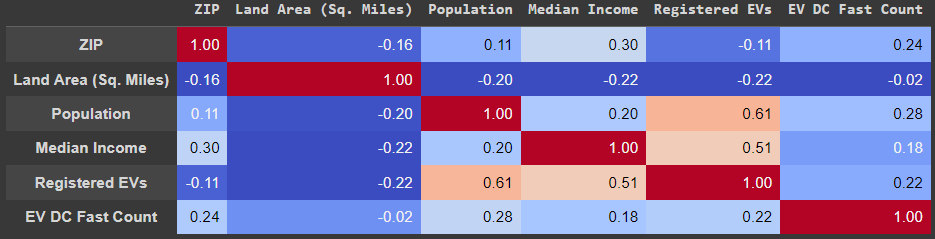 ZIP Land Area (Sq. Miles) Population Median Income Registered EVs EV DC Fast Count
ZIP 1.00 -0.16 0.11 0.30 -0.11 0.24
Land Area (Sq. Miles) -0.16 1.00 -0.20 -0.22 -0.22 -0.02
Population 0.11 -0.20 1.00 0.20 0.61 0.28
Median Income 0.30 -0.22 0.20 1.00 0.51 0.18
Registered EVs -0.11 -0.22 0.61 0.51 1.00 0.22
EV DC Fast Count 0.24 -0.02 0.28 0.18 0.22 1.00